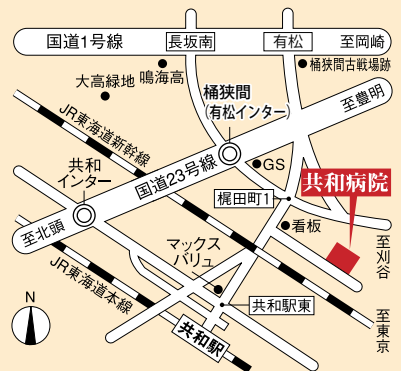 国道1号線
長坂南
有松
至岡崎
鳴海高
桶狭間古戦場跡
大高緑地
桶狭間
(有松インター)
至豊明
JR東海道新幹線
共和
インター
国道23号線
GS
共和病院
梶田町1
看板
至北頭
マックス
バリュ
至刈谷
JR東海道本線
共和駅東
至東京
N
共和駅